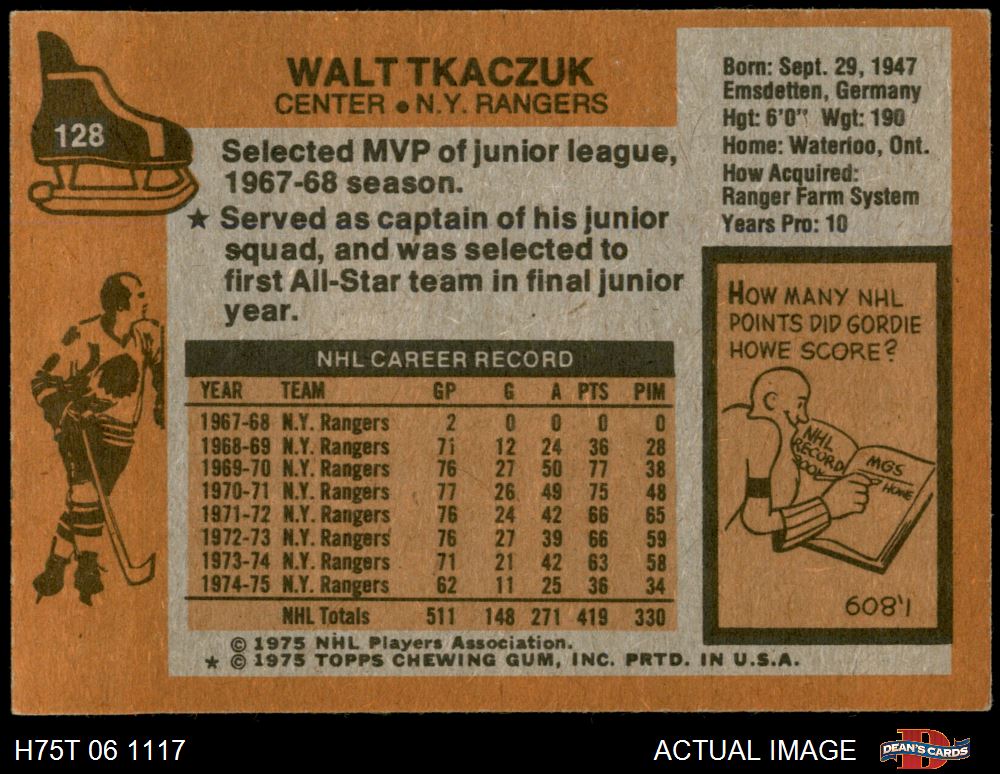 128
WALT TKACZUK
CENTER ● N.Y. RANGERS
Selected MVP of junior league,
1967-68 season.
★ Served as captain of his junior
squad, and was selected to
first All-Star team in final junior
year.
Born: Sept. 29, 1947
Emsdetten, Germany
Hgt: 6'0" Wgt: 190
Home: Waterloo, Ont.
How Acquired:
Ranger Farm System
Years Pro: 10
NHL CAREER RECORD
YEAR TEAM GP G A PTS PIM
1967-68 N.Y. Rangers 2 0 0 0 0
1968-69 N.Y. Rangers 71 12 24 36 28
1969-70 N.Y. Rangers 76 27 50 77 38
1970-71 N.Y. Rangers 77 26 49 75 48
1971-72 N.Y. Rangers 76 24 42 66 65
1972-73 N.Y. Rangers 76 27 39 66 59
1973-74 N.Y. Rangers 71 21 42 63 58
1974-75 N.Y. Rangers 62 11 25 36 34
NHL Totals 511 148 271 419 330
HOW MANY NHL
POINTS DID GORDIE
HOWE SCORE?
NHL
RECORD
BOOK
MGS
HOWE
1,809
© 1975 NHL Players Association.
★ © 1975 TOPPS CHEWING GUM, INC. PRTD. IN U.S.A.
H75T 06 1117
ACTUAL IMAGE
DEAN'S CARDS